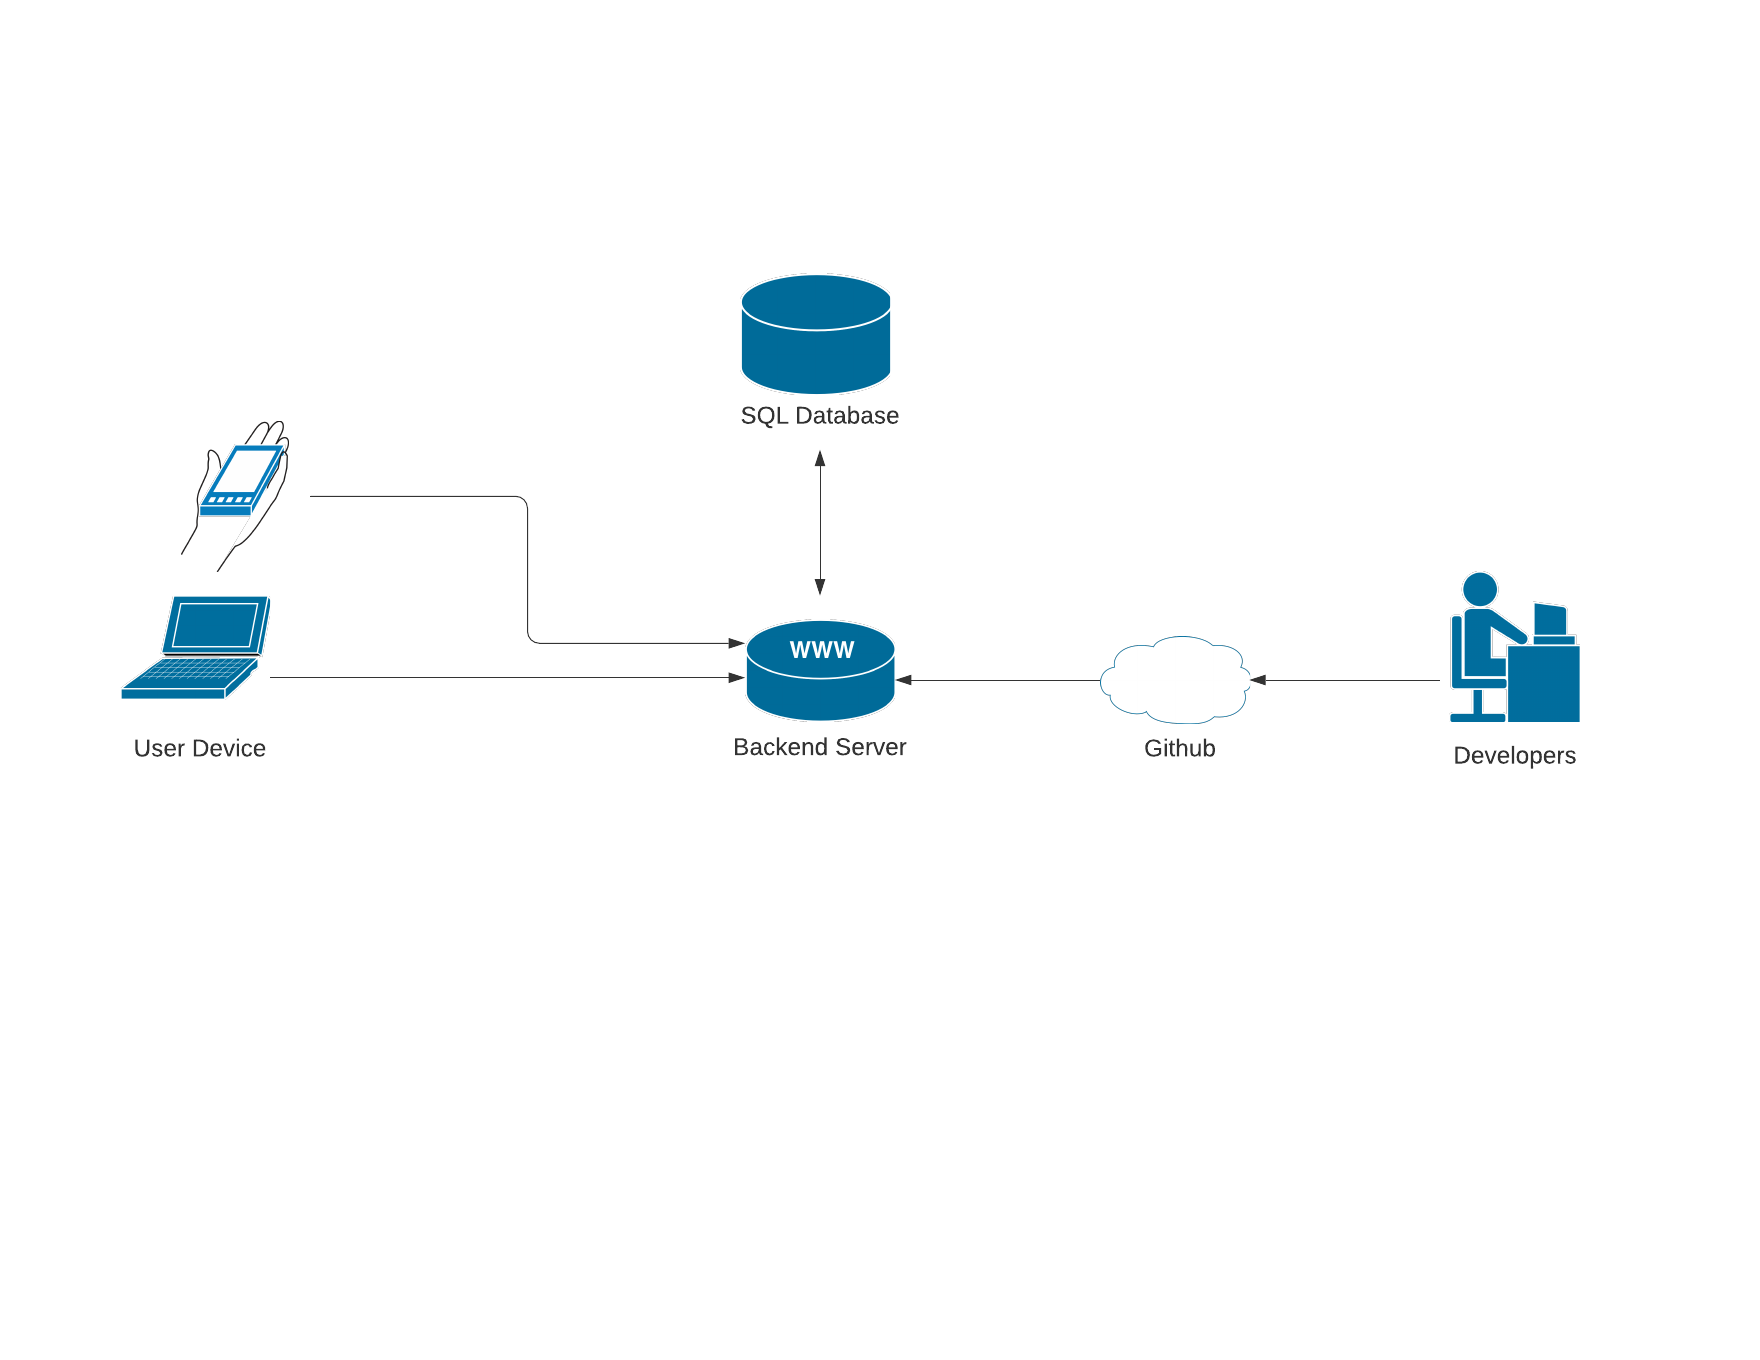 SQL Database
WWW
User Device
Backend Server
Github
Developers